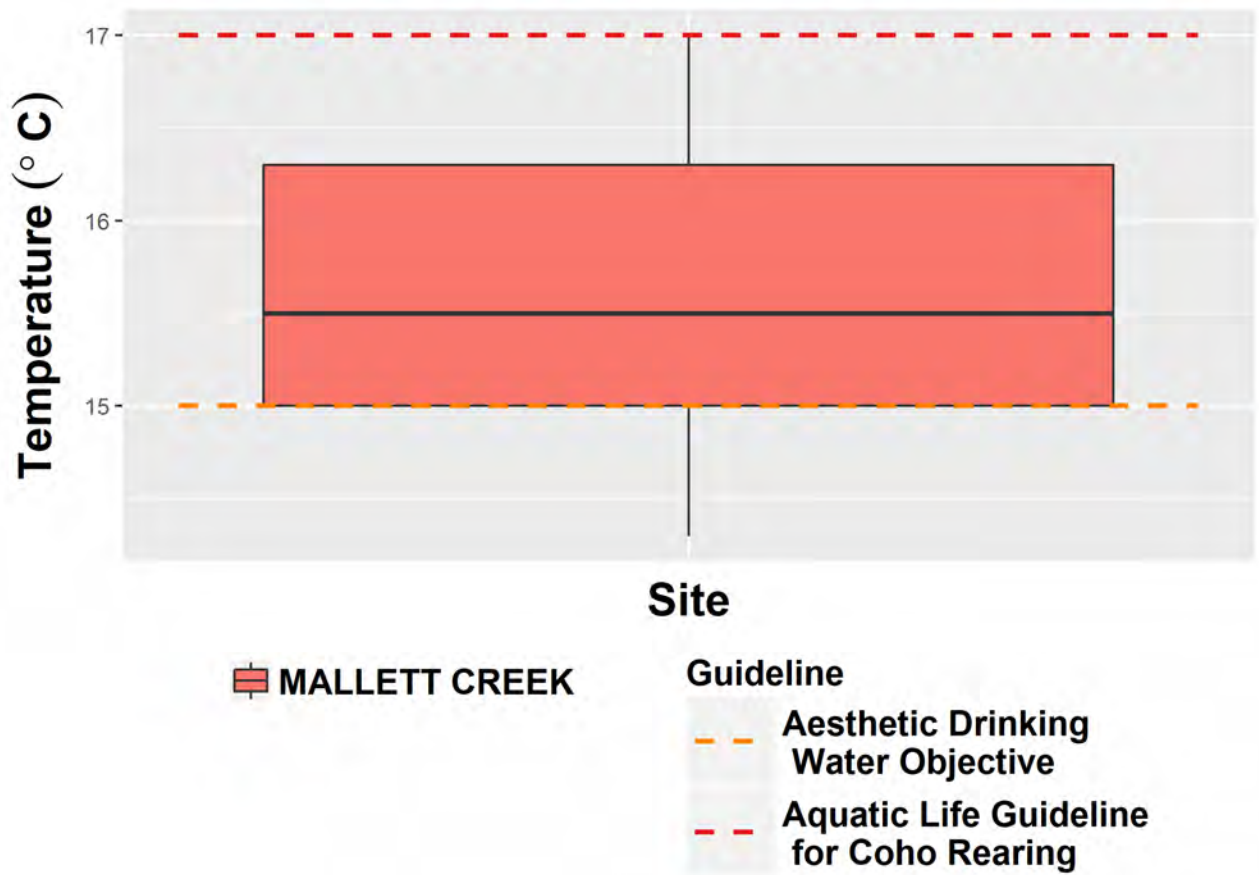 17
16
15
Temperature (° C)
Site
MALLETT CREEK
Guideline
Aesthetic Drinking
Water Objective
Aquatic Life Guideline
for Coho Rearing